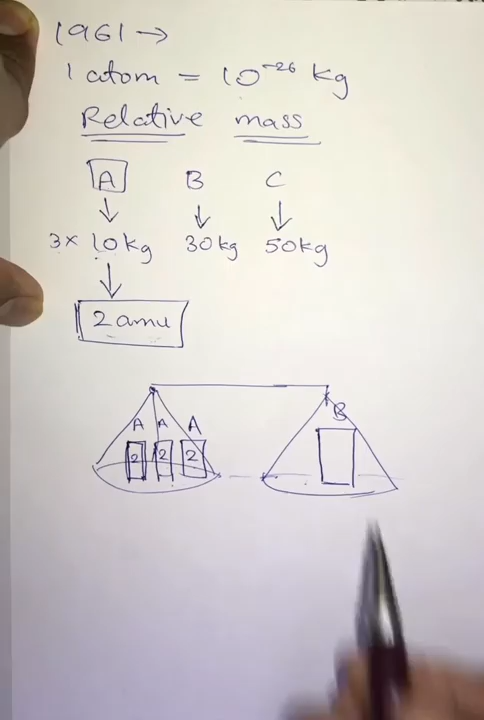 1961 →
1 atom = 10⁻²⁶ kg
Relative mass
A B C
3× 10kg 30kg 50kg
2 amu
A A A B
2 2 2